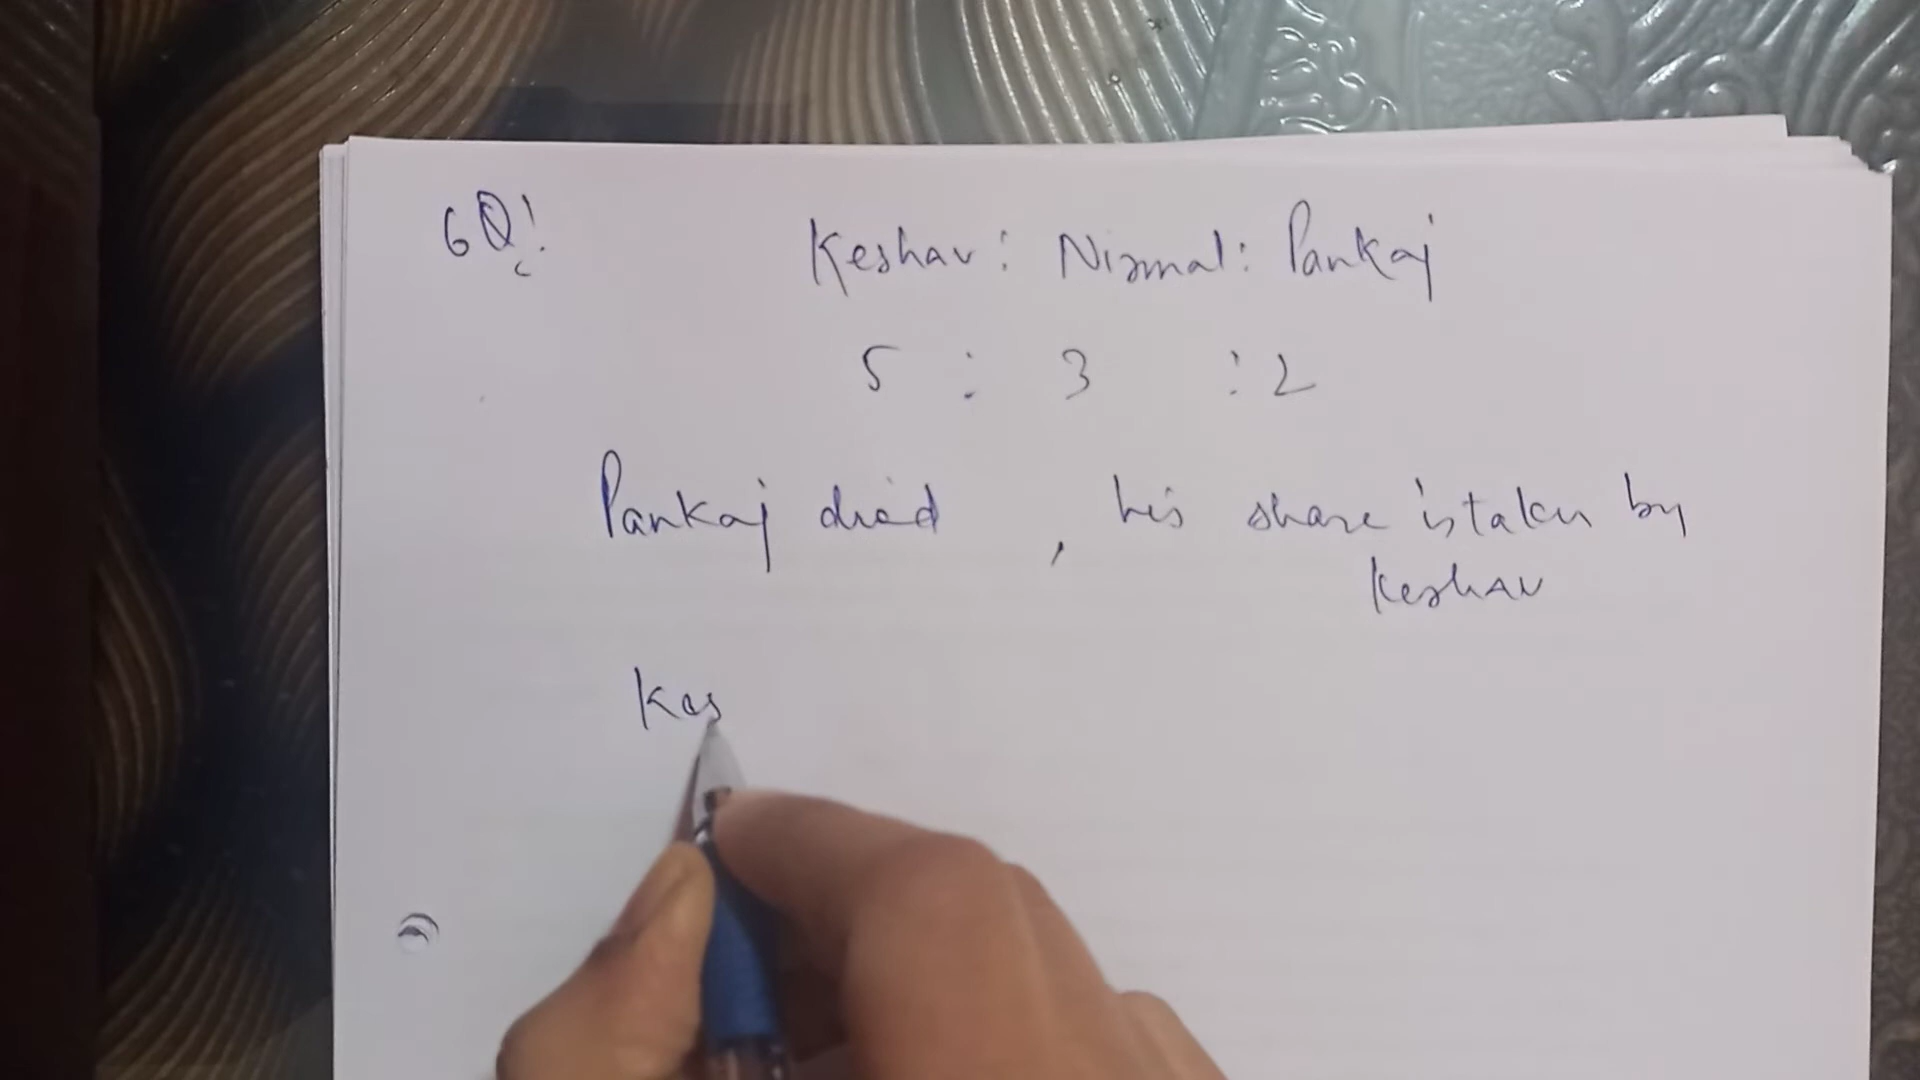 6Q!
Keshav : Nirmal : Pankaj
5 : 3 : 2
Pankaj died , his share is taken by
Keshav
Kes